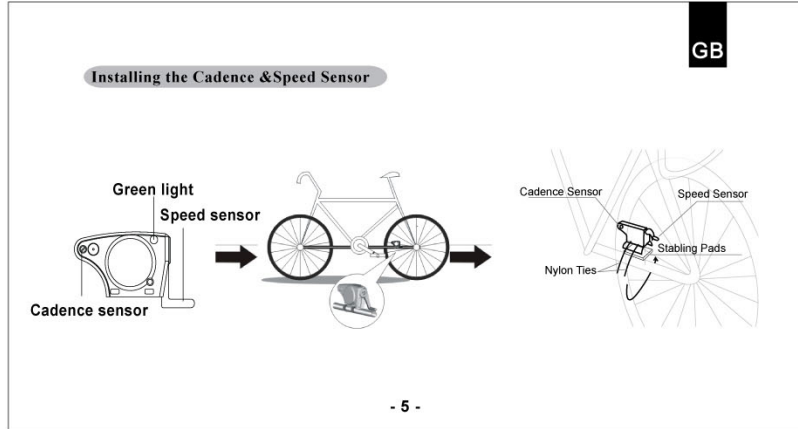 GB
Installing the Cadence &Speed Sensor
Green light
Speed sensor
Cadence sensor
Cadence Sensor
Speed Sensor
Stabling Pads
Nylon Ties
- 5 -